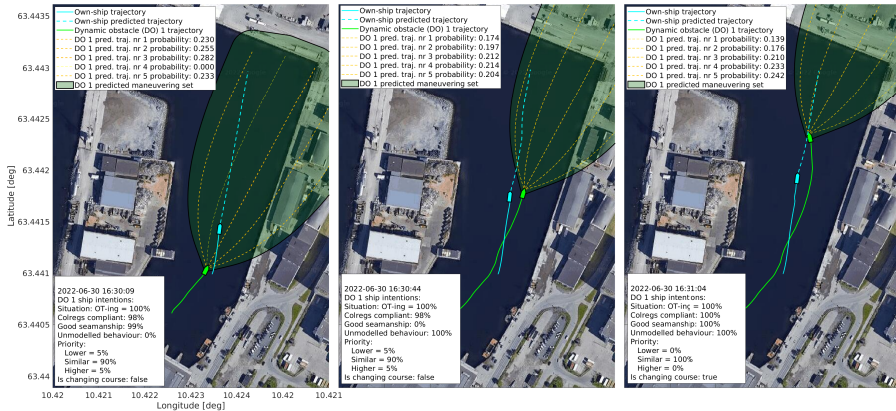 63.4435
63.443
63.4425
63.442
63.4415
63.441
63.4405
63.44
Latitude [deg]
10.42
10.421
10.422
10.423
10.424
10.425
10.426
10.42
10.421
Longitude [deg]
Own-ship trajectory
Own-ship predicted trajectory
Dynamic obstacle (DO) 1 trajectory
DO 1 pred. traj. nr 1 probability: 0.230
DO 1 pred. traj. nr 2 probability: 0.255
DO 1 pred. traj. nr 3 probability: 0.282
DO 1 pred. traj. nr 4 probability: 0.000
DO 1 pred. traj. nr 5 probability: 0.233
DO 1 predicted maneuvering set
2022-06-30 16:30:09
DO 1 ship intentions:
Situation: OT-ing = 100%
Colregs compliant: 98%
Good seamanship: 99%
Unmodelled behaviour: 0%
Priority:
Lower = 5%
Similar = 90%
Higher = 5%
Is changing course: false
Own-ship trajectory
Own-ship predicted trajectory
Dynamic obstacle (DO) 1 trajectory
DO 1 pred. traj. nr 1 probability: 0.174
DO 1 pred. traj. nr 2 probability: 0.197
DO 1 pred. traj. nr 3 probability: 0.212
DO 1 pred. traj. nr 4 probability: 0.214
DO 1 pred. traj. nr 5 probability: 0.204
DO 1 predicted maneuvering set
2022-06-30 16:30:44
DO 1 ship intentions:
Situation: OT-ing = 100%
Colregs compliant: 98%
Good seamanship: 0%
Unmodelled behaviour: 100%
Priority:
Lower = 5%
Similar = 90%
Higher = 5%
Is changing course: false
Own-ship trajectory
Own-ship predicted trajectory
Dynamic obstacle (DO) 1 trajectory
DO 1 pred. traj. nr 1 probability: 0.139
DO 1 pred. traj. nr 2 probability: 0.176
DO 1 pred. traj. nr 3 probability: 0.210
DO 1 pred. traj. nr 4 probability: 0.233
DO 1 pred. traj. nr 5 probability: 0.242
DO 1 predicted maneuvering set
2022-06-30 16:31:04
DO 1 ship intentions:
Situation: OT-ing = 100%
Colregs compliant: 100%
Good seamanship: 100%
Unmodelled behaviour: 100%
Priority:
Lower = 0%
Similar = 100%
Higher = 0%
Is changing course: true